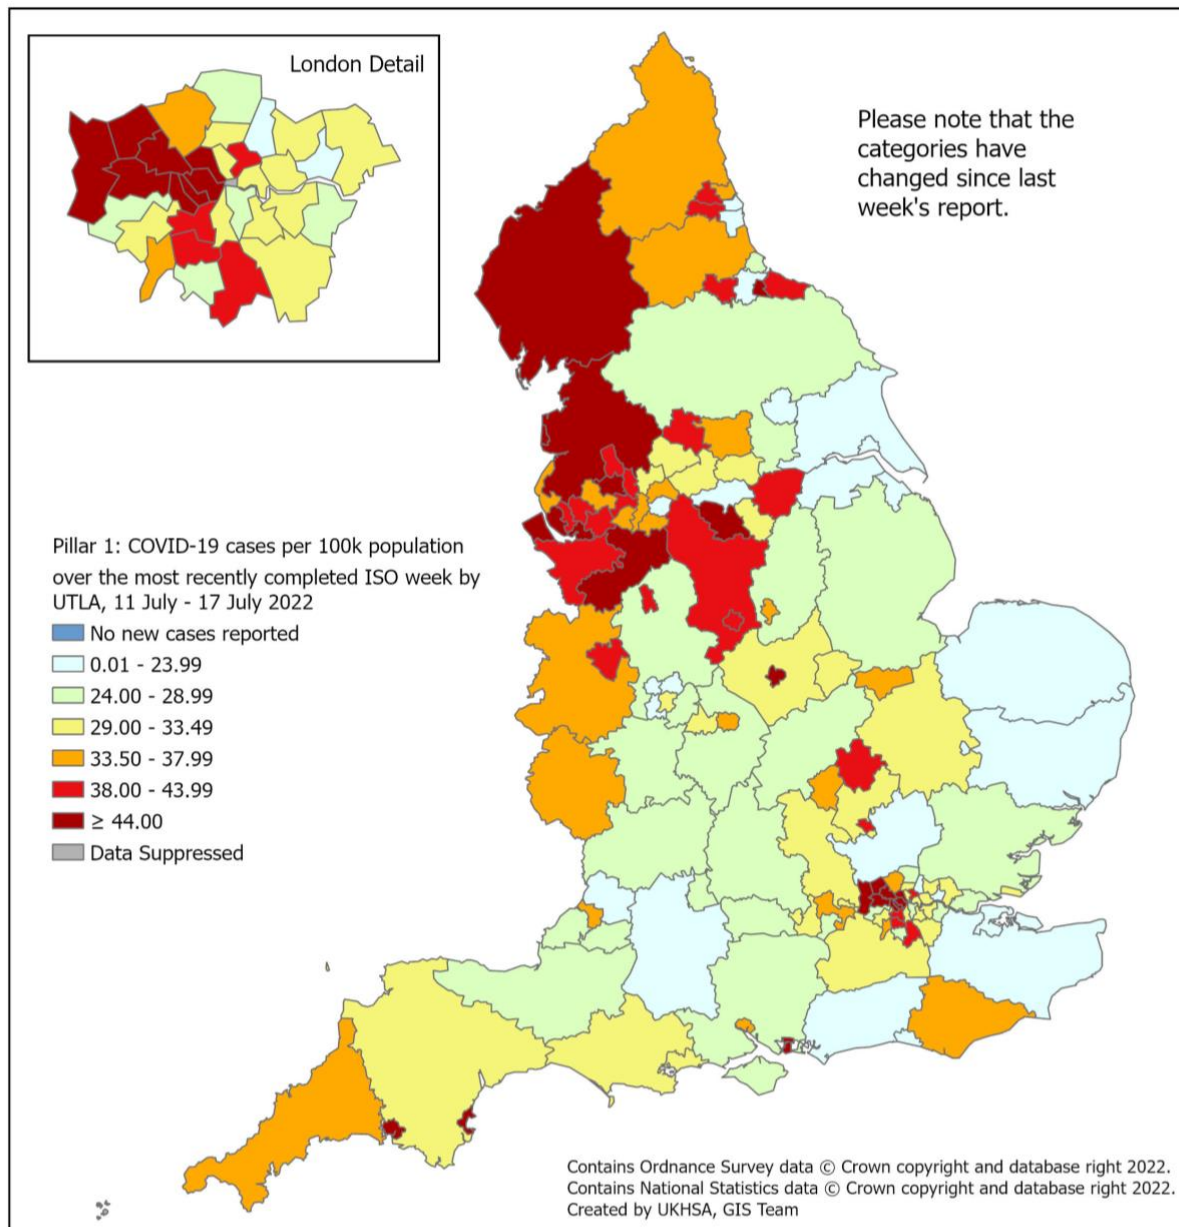 London Detail
Please note that the
categories have
changed since last
week's report.
Pillar 1: COVID-19 cases per 100k population
over the most recently completed ISO week by
UTLA, 11 July - 17 July 2022
No new cases reported
0.01 - 23.99
24.00 - 28.99
29.00 - 33.49
33.50 - 37.99
38.00 - 43.99
≥ 44.00
Data Suppressed
Contains Ordnance Survey data © Crown copyright and database right 2022.
Contains National Statistics data © Crown copyright and database right 2022.
Created by UKHSA, GIS Team